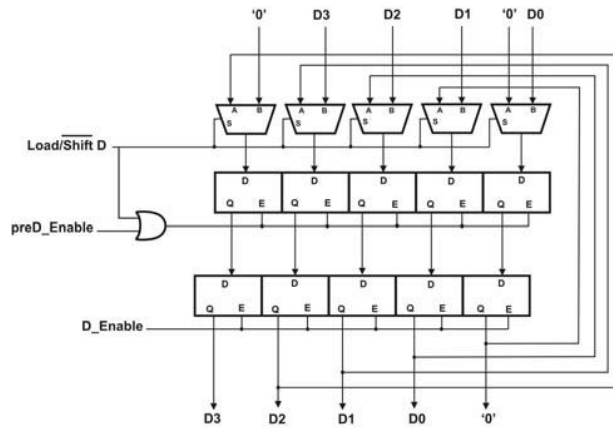 '0' D3 D2 D1 '0' D0
A B A B A B A B A B
S S S S S
Load/Shift D
D D D D D
Q E Q E Q E Q E Q E
preD_Enable
D D D D D
Q E Q E Q E Q E Q E
D_Enable
D3 D2 D1 D0 '0'